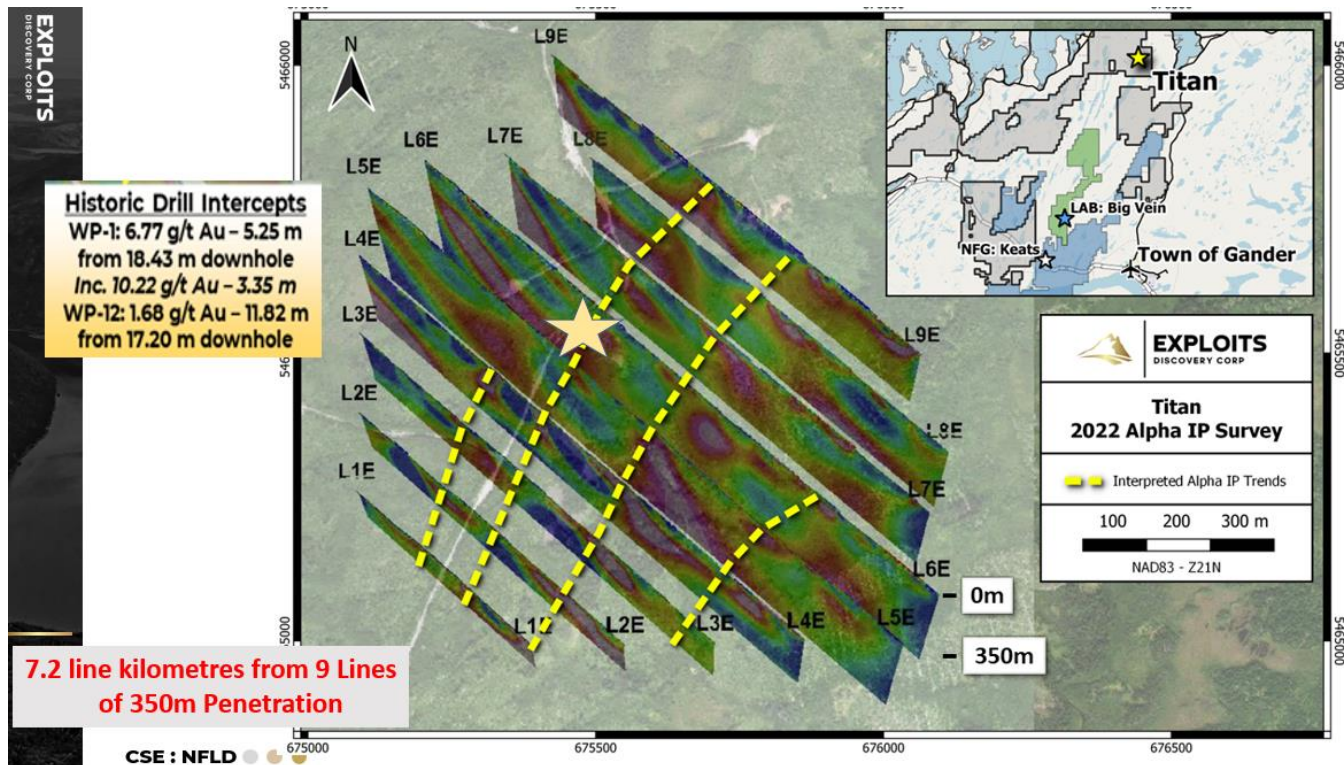 EXPLOITS
DISCOVERY CORP
Historic Drill Intercepts
WP-1: 6.77 g/t Au – 5.25 m
from 18.43 m downhole
Inc. 10.22 g/t Au – 3.35 m
WP-12: 1.68 g/t Au – 11.82 m
from 17.20 m downhole
7.2 line kilometres from 9 Lines
of 350m Penetration
CSE : NFLD
N
L9E
L8E
L7E
L6E
L5E
L4E
L3E
L2E
L1E
L9E
L8E
L7E
L6E
L5E
L4E
L3E
L2E
L1E
0m
350m
5466000
5466000
5465500
5465000
675000
675500
676000
676500
Titan
LAB: Big Vein
NFG: Keats
Town of Gander
EXPLOITS
DISCOVERY CORP
Titan
2022 Alpha IP Survey
Interpreted Alpha IP Trends
100 200 300 m
NAD83 - Z21N